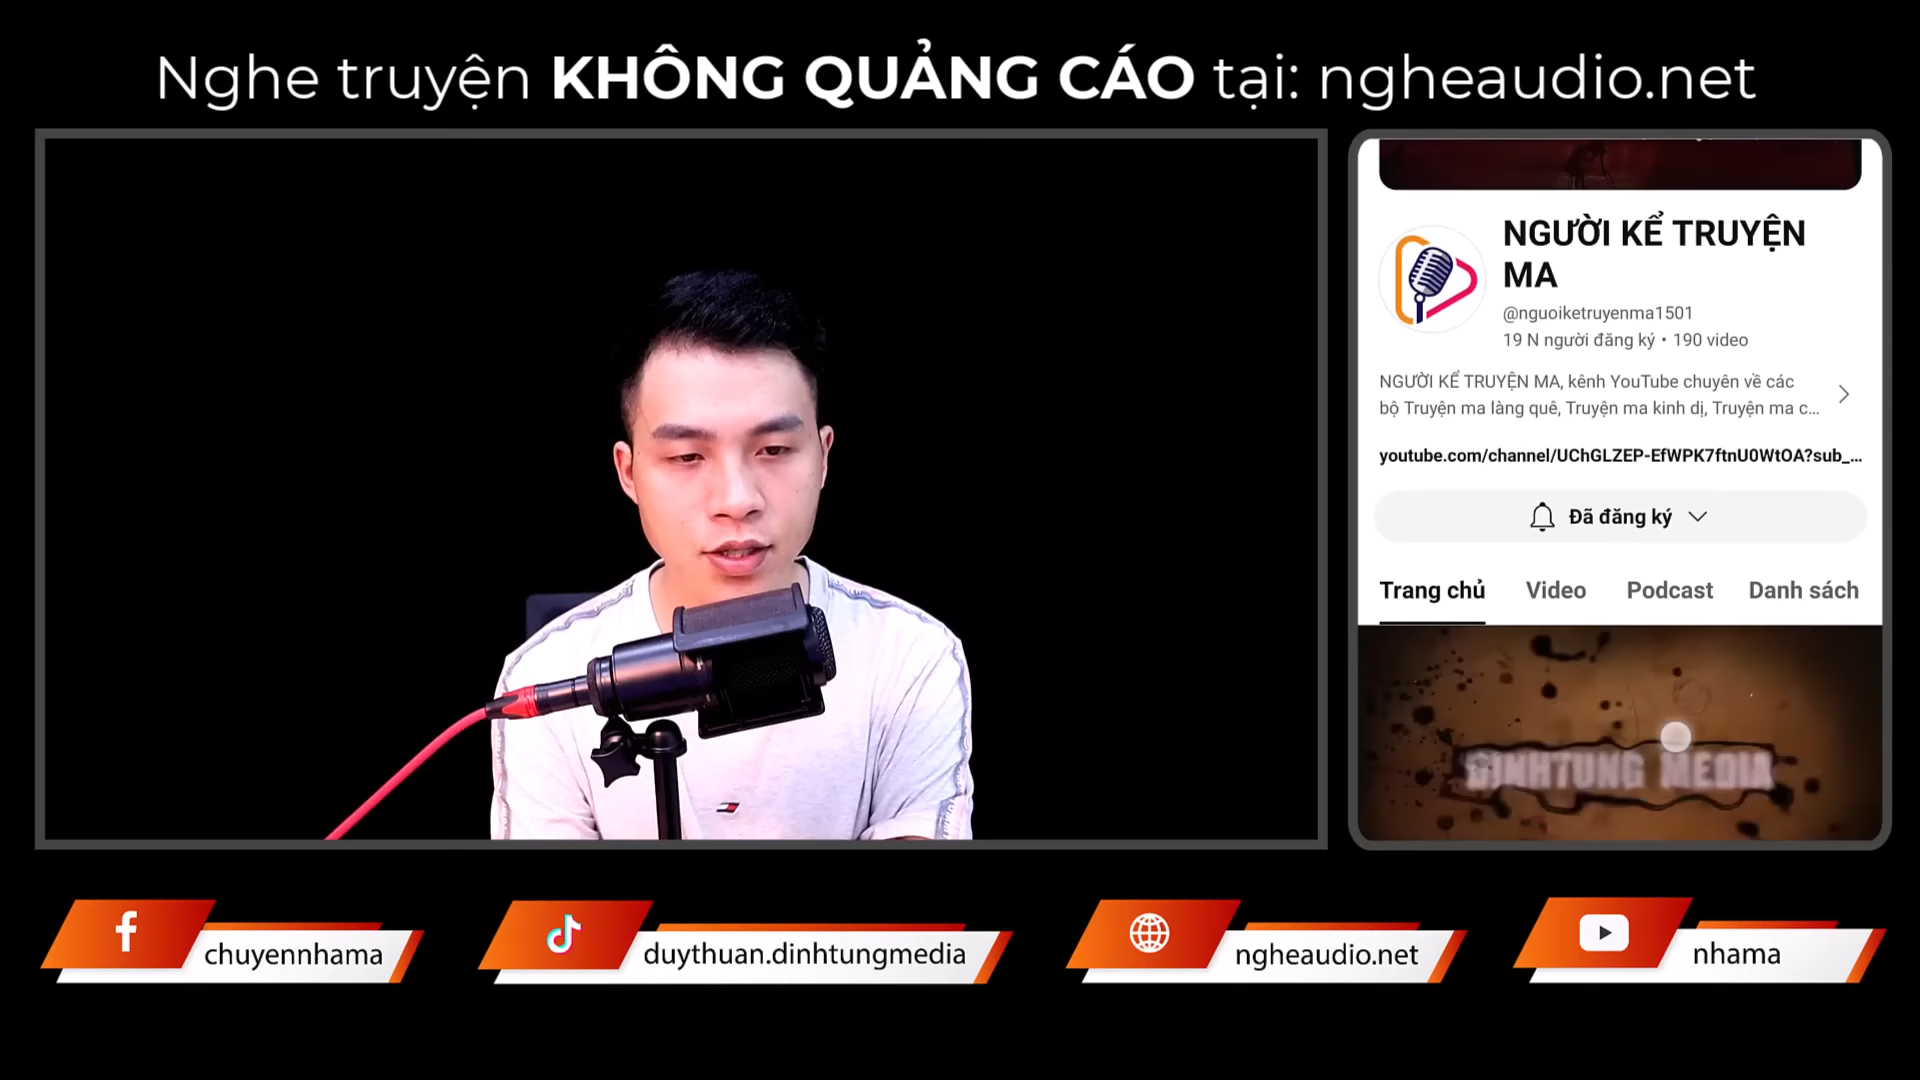 Nghe truyện KHÔNG QUẢNG CÁO tại: ngheaudio.net
NGƯỜI KỂ TRUYỆN
MA
@nguoiketruyenma1501
19 N người đăng ký • 190 video
NGƯỜI KỂ TRUYỆN MA, kênh YouTube chuyên về các
bộ Truyện ma làng quê, Truyện ma kinh dị, Truyện ma c...
youtube.com/channel/UChGLZEP-EfWPK7ftnU0WtOA?sub_...
Đã đăng ký
Trang chủ Video Podcast Danh sách
DINHTUNG MEDIA
chuyennhama
duythuan.dinhtungmedia
ngheaudio.net
nhama